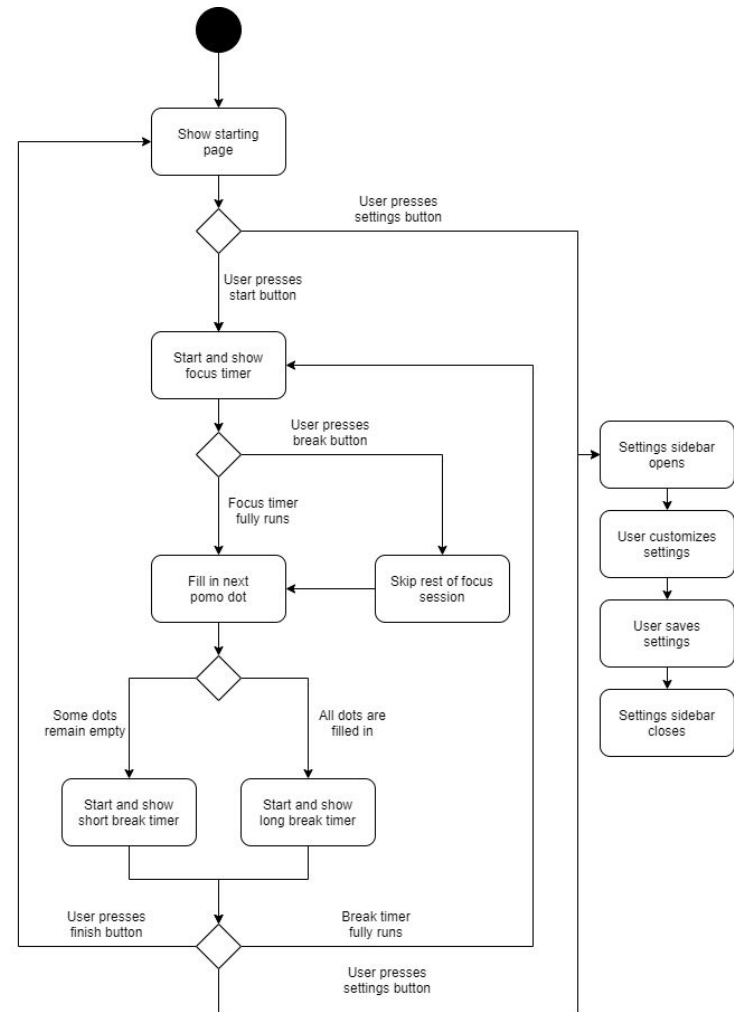 Show starting
page
User presses
settings button
User presses
start button
Start and show
focus timer
User presses
break button
Focus timer
fully runs
Fill in next
pomo dot
Skip rest of focus
session
Some dots
remain empty
All dots are
filled in
Start and show
short break timer
Start and show
long break timer
User presses
finish button
Break timer
fully runs
User presses
settings button
Settings sidebar
opens
User customizes
settings
User saves
settings
Settings sidebar
closes